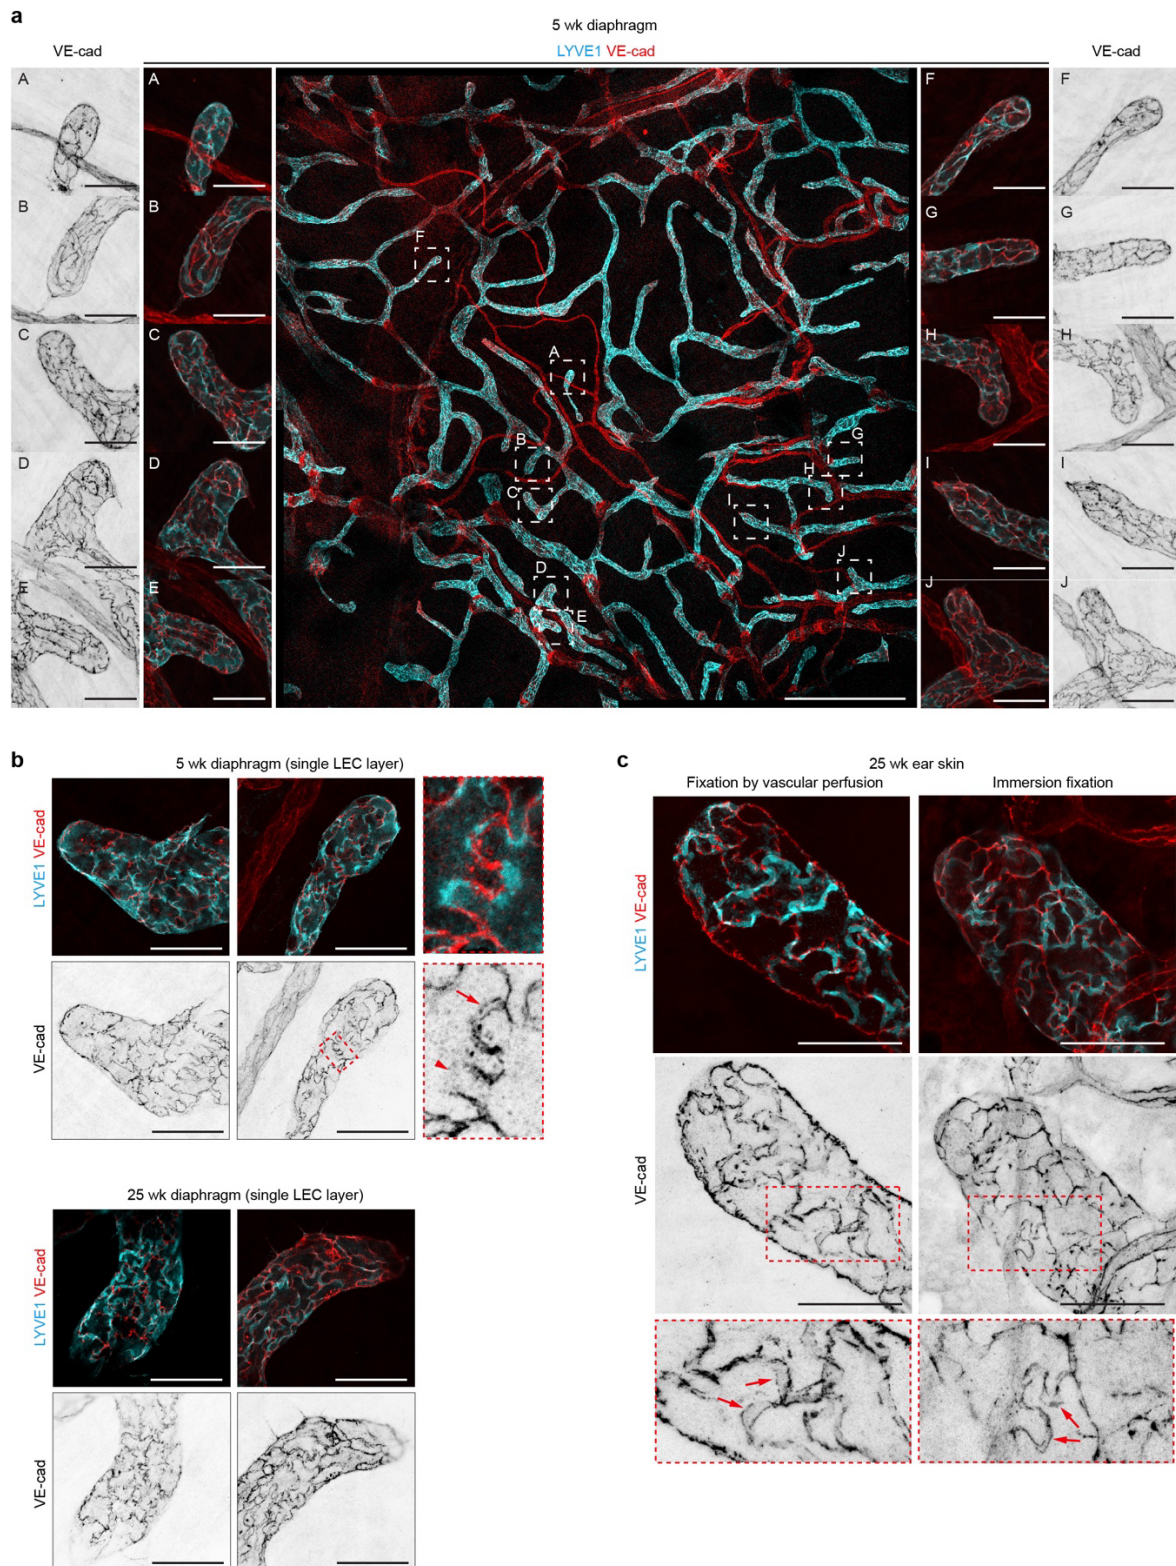 a
5 wk diaphragm
VE-cad
LYVE1 VE-cad
VE-cad
A
A
F
F
B
B
G
G
C
C
H
H
D
D
I
I
E
E
J
J
F
A
B
C
G
H
I
D
E
J
b
5 wk diaphragm (single LEC layer)
LYVE1 VE-cad
VE-cad
25 wk diaphragm (single LEC layer)
LYVE1 VE-cad
VE-cad
c
25 wk ear skin
Fixation by vascular perfusion
Immersion fixation
LYVE1 VE-cad
VE-cad